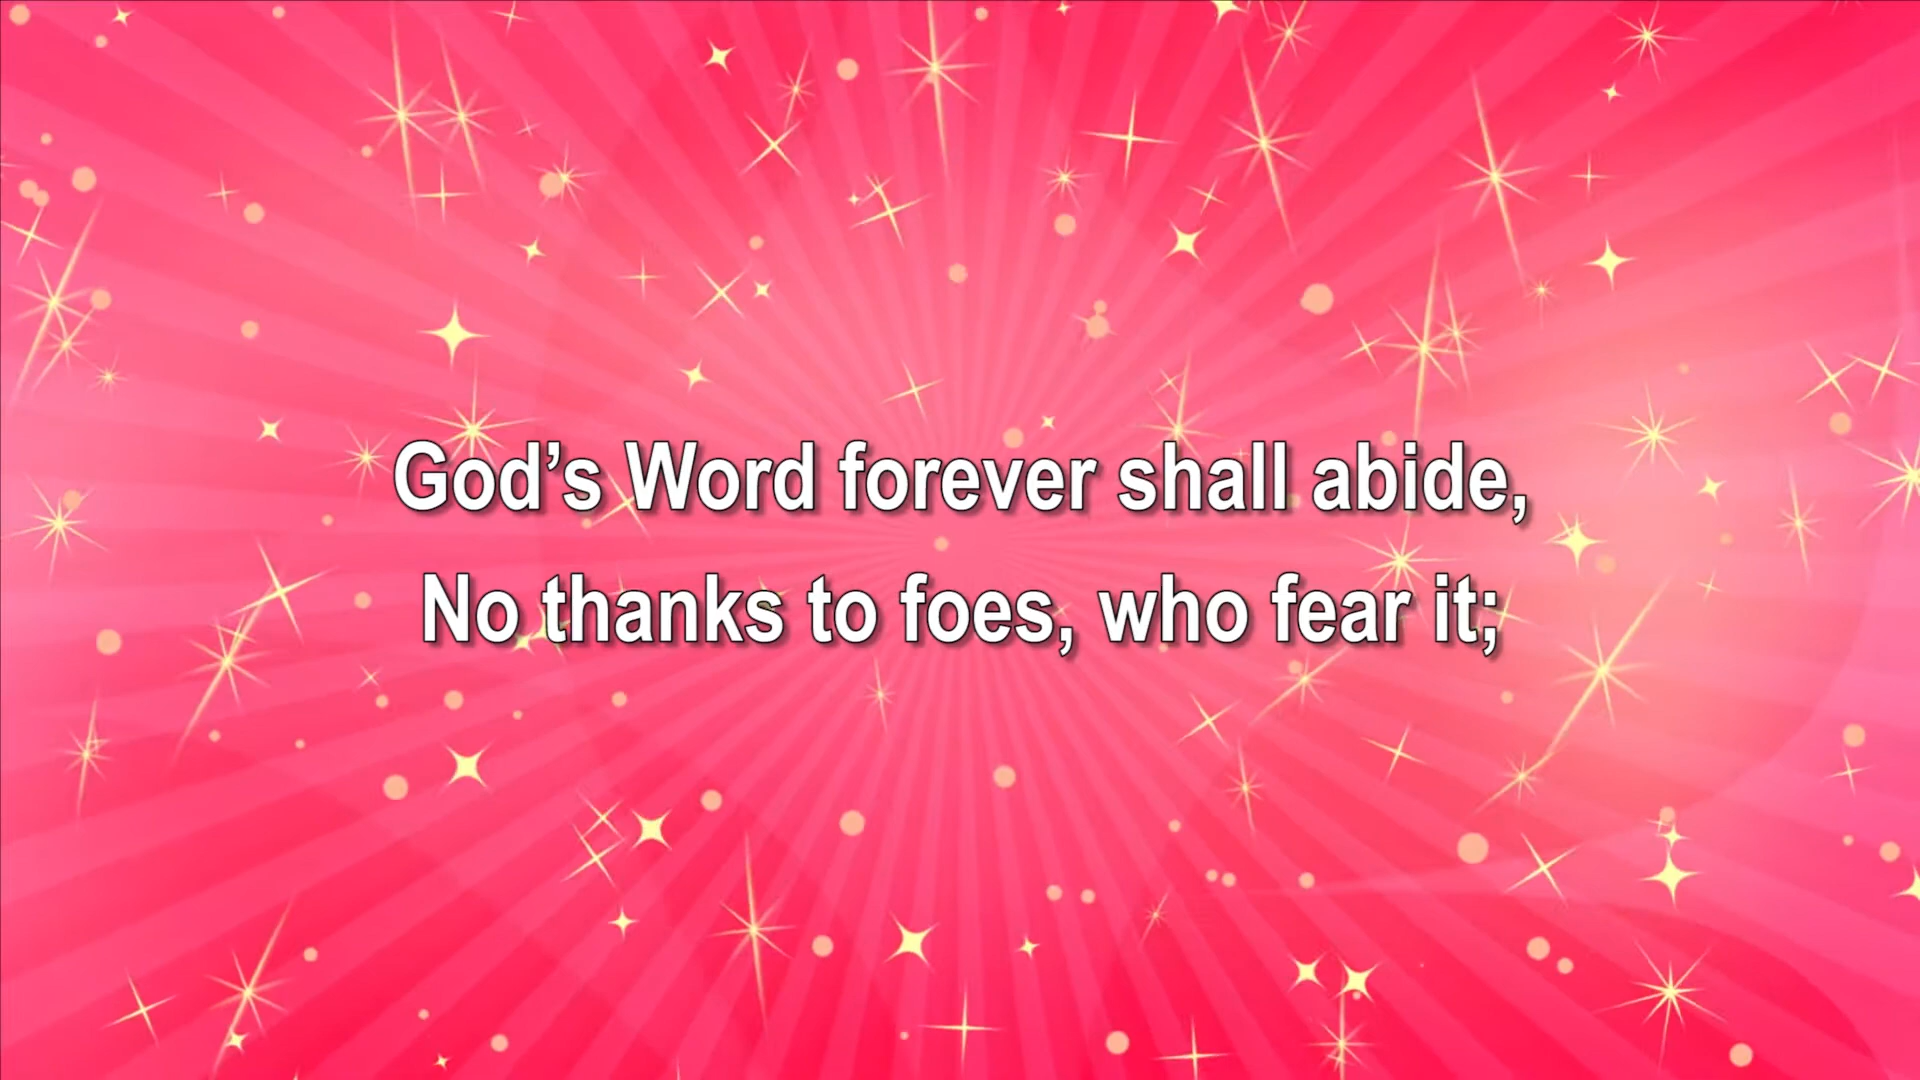 God’s Word forever shall abide,
No thanks to foes, who fear it;